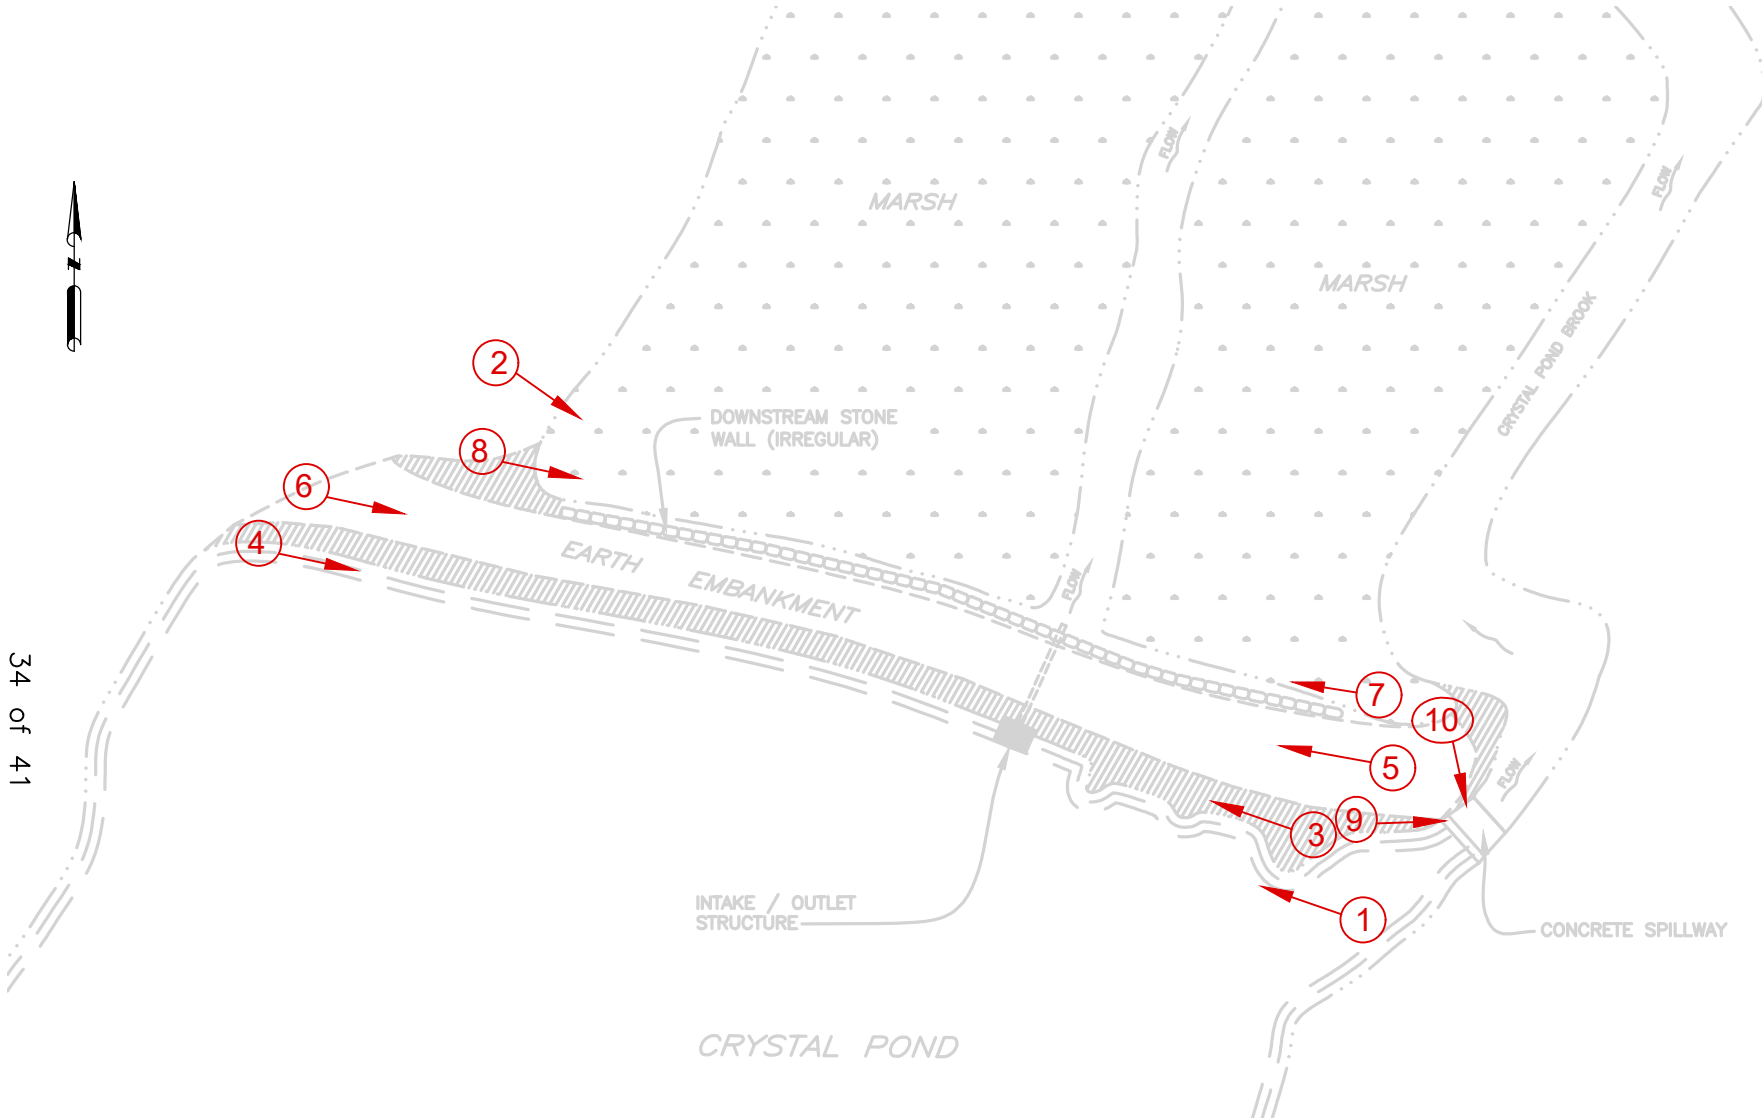 FLOW
FLOW
MARSH
MARSH
N
CRYSTAL POND BROOK
2
DOWNSTREAM STONE
WALL (IRREGULAR)
8
6
4
EARTH EMBANKMENT
FLOW
7
10
5
FLOW
3
9
34 of 41
INTAKE / OUTLET
STRUCTURE
1
CONCRETE SPILLWAY
CRYSTAL POND